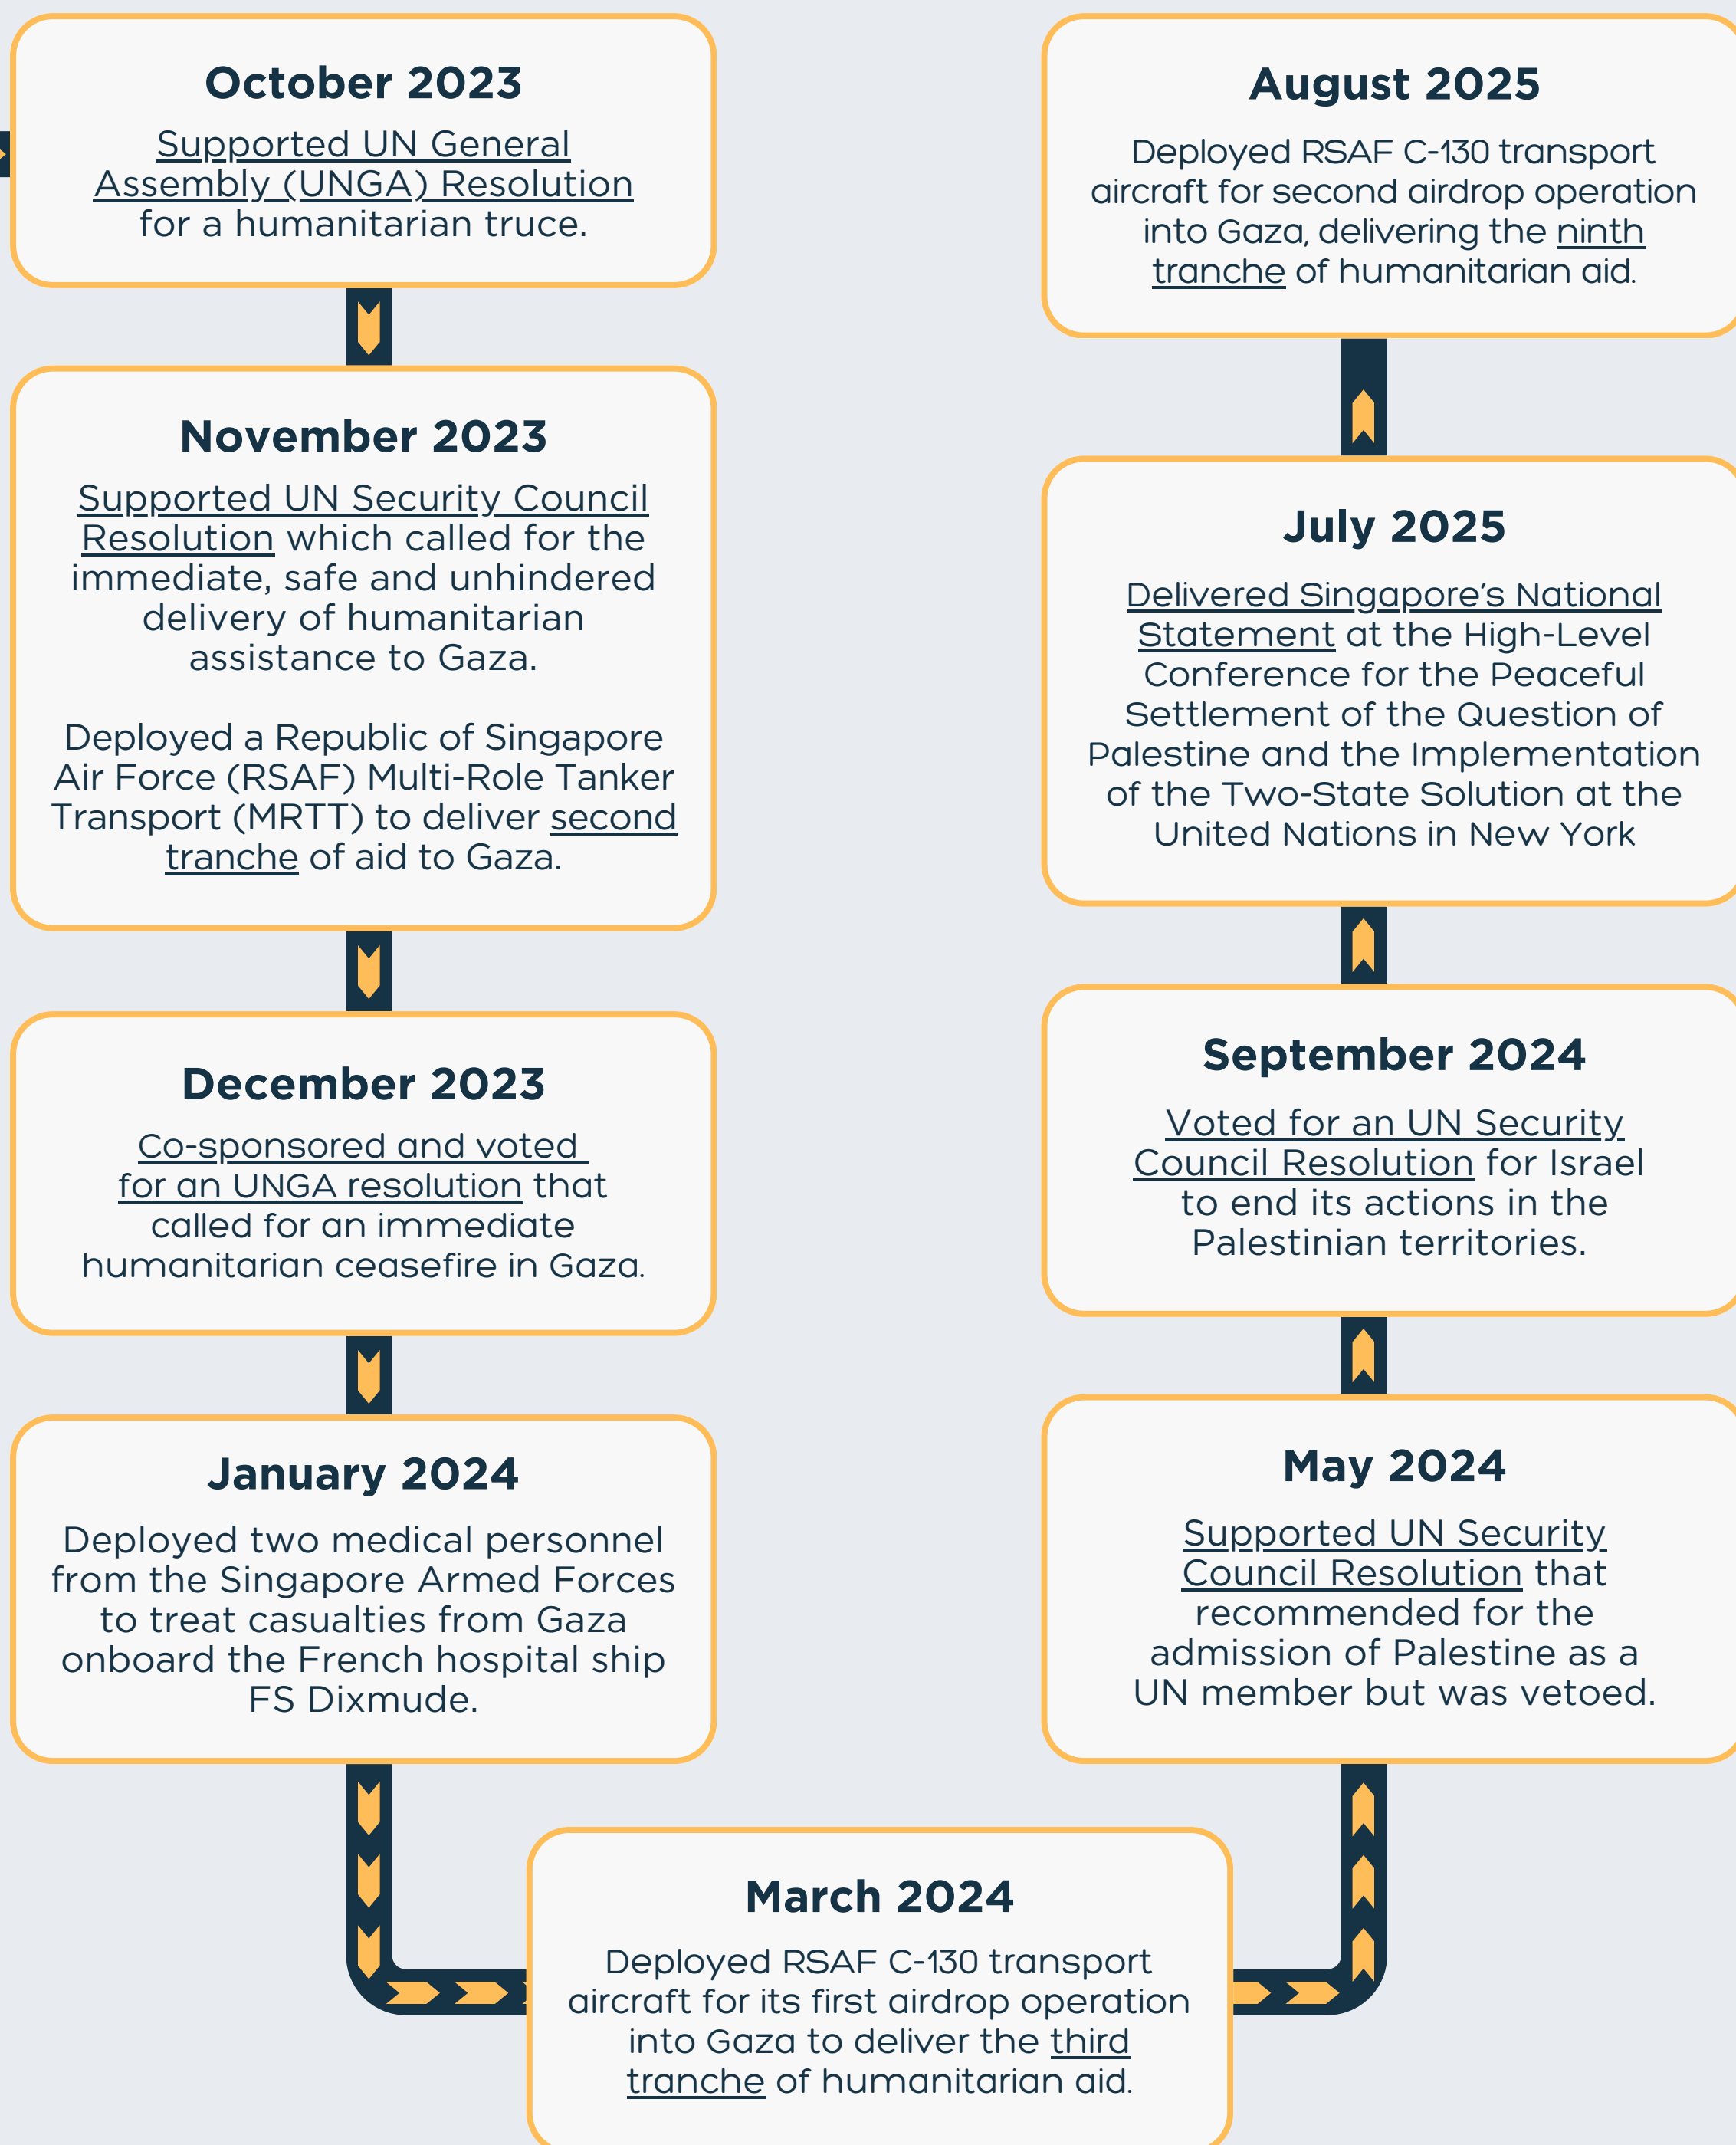 October 2023
Supported UN General
Assembly (UNGA) Resolution
for a humanitarian truce.
November 2023
Supported UN Security Council
Resolution which called for the
immediate, safe and unhindered
delivery of humanitarian
assistance to Gaza.
Deployed a Republic of Singapore
Air Force (RSAF) Multi-Role Tanker
Transport (MRTT) to deliver second
tranche of aid to Gaza.
December 2023
Co-sponsored and voted
for an UNGA resolution that
called for an immediate
humanitarian ceasefire in Gaza.
January 2024
Deployed two medical personnel
from the Singapore Armed Forces
to treat casualties from Gaza
onboard the French hospital ship
FS Dixmude.
March 2024
Deployed RSAF C-130 transport
aircraft for its first airdrop operation
into Gaza to deliver the third
tranche of humanitarian aid.
May 2024
Supported UN Security
Council Resolution that
recommended for the
admission of Palestine as a
UN member but was vetoed.
September 2024
Voted for an UN Security
Council Resolution for Israel
to end its actions in the
Palestinian territories.
July 2025
Delivered Singapore's National
Statement at the High-Level
Conference for the Peaceful
Settlement of the Question of
Palestine and the Implementation
of the Two-State Solution at the
United Nations in New York
August 2025
Deployed RSAF C-130 transport
aircraft for second airdrop operation
into Gaza, delivering the ninth
tranche of humanitarian aid.